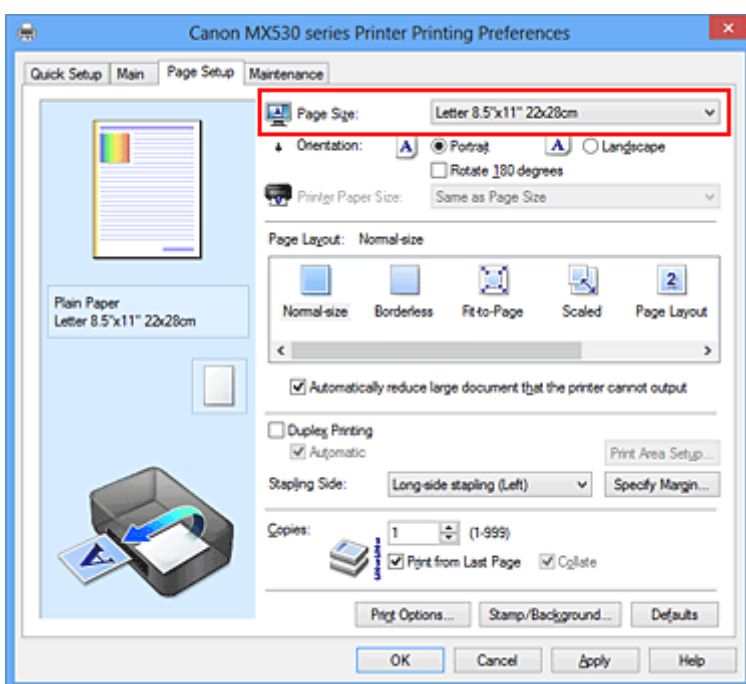 Canon MX530 series Printer Printing Preferences
Quick Setup Main Page Setup Maintenance
Page Size: Letter 8.5"x11" 22x28cm
Orientation: A Portrait A Landscape
Rotate 180 degrees
Printer Paper Size: Same as Page Size
Page Layout: Normal-size
2
Normal-size Borderless Fit-to-Page Scaled Page Layout
Plain Paper
Letter 8.5"x11" 22x28cm
Automatically reduce large document that the printer cannot output
Duplex Printing
Automatic Print Area Setup...
Stapling Side: Long-side stapling (Left) Specify Margin...
Copies: 1 (1-999)
Print from Last Page Collate
A
Print Options... Stamp/Background... Defaults
OK Cancel Apply Help